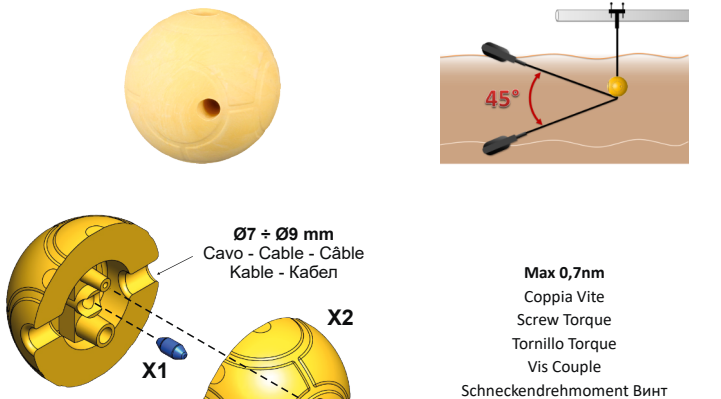 45°
Ø7 ÷ Ø9 mm
Cavo - Cable - Câble
Kable - Кабел
X2
X1
Max 0,7nm
Coppia Vite
Screw Torque
Tornillo Torque
Vis Couple
Schneckendrehmoment Винт